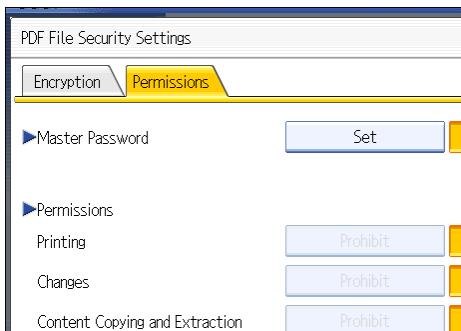 PDF File Security Settings
Encryption Permissions
Master Password Set
Permissions
Printing Prohibit
Changes Prohibit
Content Copying and Extraction Prohibit